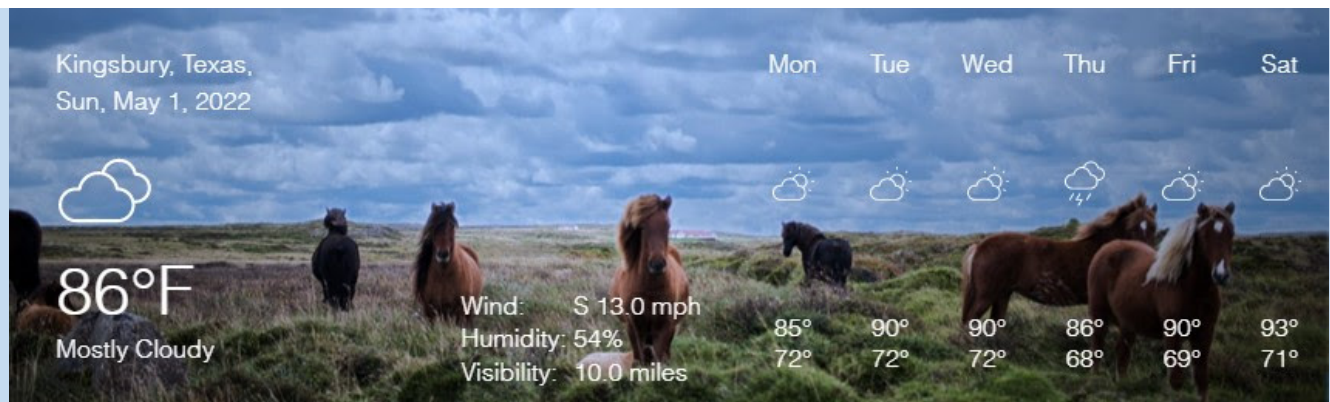 Kingsbury, Texas,
Sun, May 1, 2022
86°F
Mostly Cloudy
Wind: S 13.0 mph
Humidity: 54%
Visibility: 10.0 miles
Mon Tue Wed Thu Fri Sat
85° 90° 90° 86° 90° 93°
72° 72° 72° 68° 69° 71°